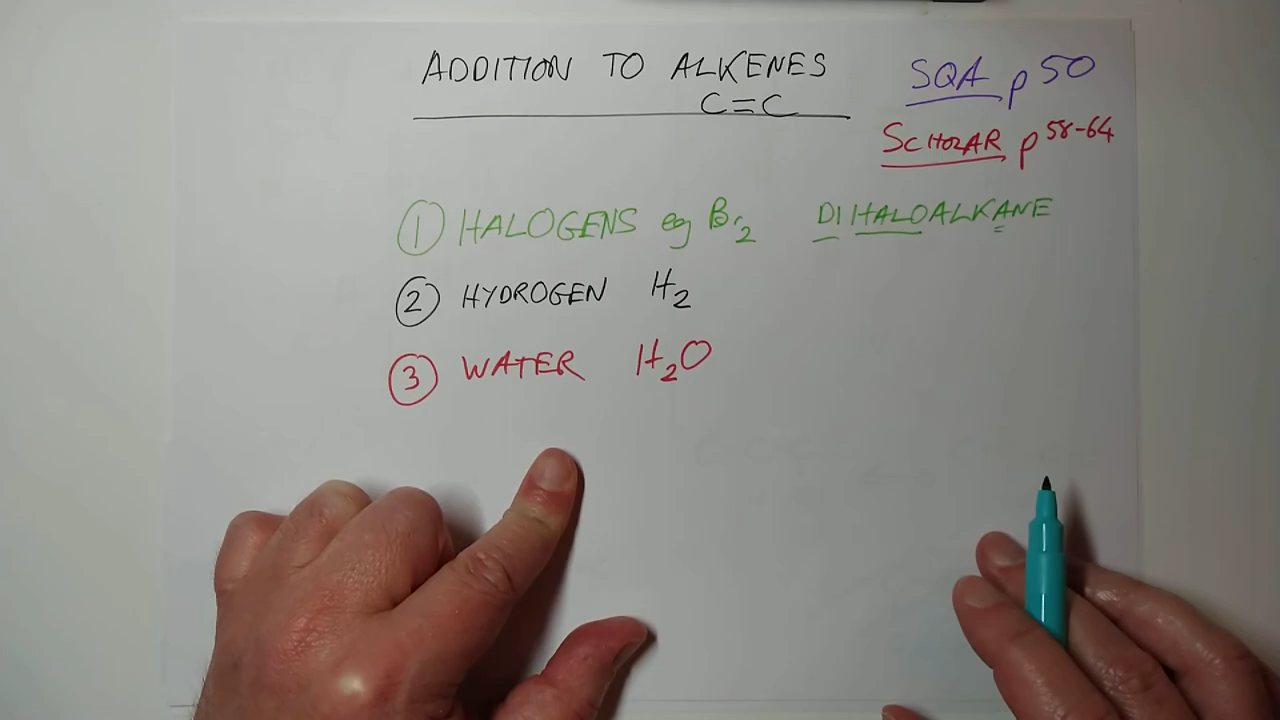 ADDITION TO ALKENES
C=C
SQA p 50
SCHOLAR p 58-64
① HALOGENS eg Br₂ DIHALOALKANE
② HYDROGEN H₂
③ WATER H₂O